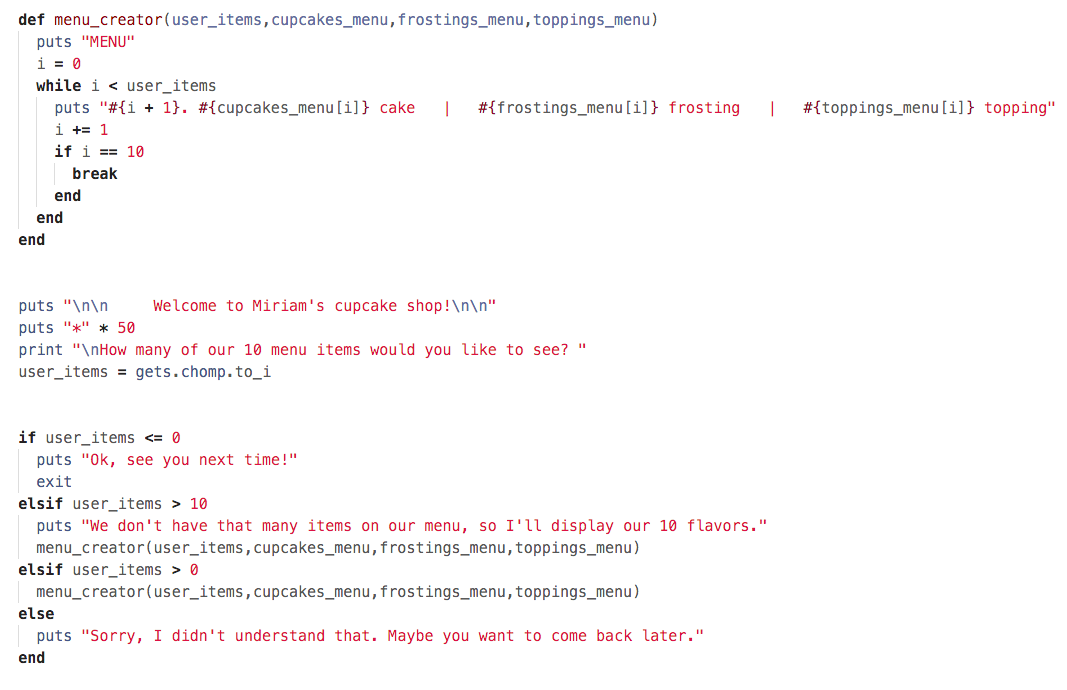 def menu_creator(user_items,cupcakes_menu,frostings_menu,toppings_menu)
  puts "MENU"
  i = 0
  while i < user_items
    puts "#{i + 1}. #{cupcakes_menu[i]} cake   |   #{frostings_menu[i]} frosting   |   #{toppings_menu[i]} topping"
    i += 1
    if i == 10
      break
    end
  end
end
puts "\n\n     Welcome to Miriam's cupcake shop!\n\n"
puts "*" * 50
print "\nHow many of our 10 menu items would you like to see? "
user_items = gets.chomp.to_i
if user_items <= 0
  puts "Ok, see you next time!"
  exit
elsif user_items > 10
  puts "We don't have that many items on our menu, so I'll display our 10 flavors."
  menu_creator(user_items,cupcakes_menu,frostings_menu,toppings_menu)
elsif user_items > 0
  menu_creator(user_items,cupcakes_menu,frostings_menu,toppings_menu)
else
  puts "Sorry, I didn't understand that. Maybe you want to come back later."
end